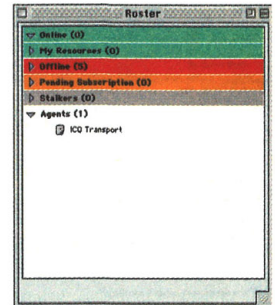 Roster
Online (0)
My Resources (0)
Offline (5)
Pending Subscription (0)
Stalkers (0)
Agents (1)
ICQ Transport